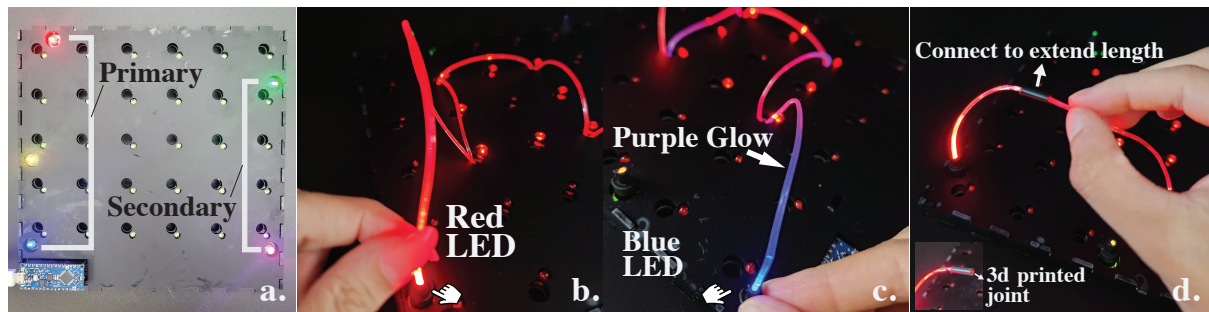 Primary
Secondary
a.
Red
LED
b.
Purple Glow
Blue
LED
c.
Connect to extend length
3d printed
joint
d.